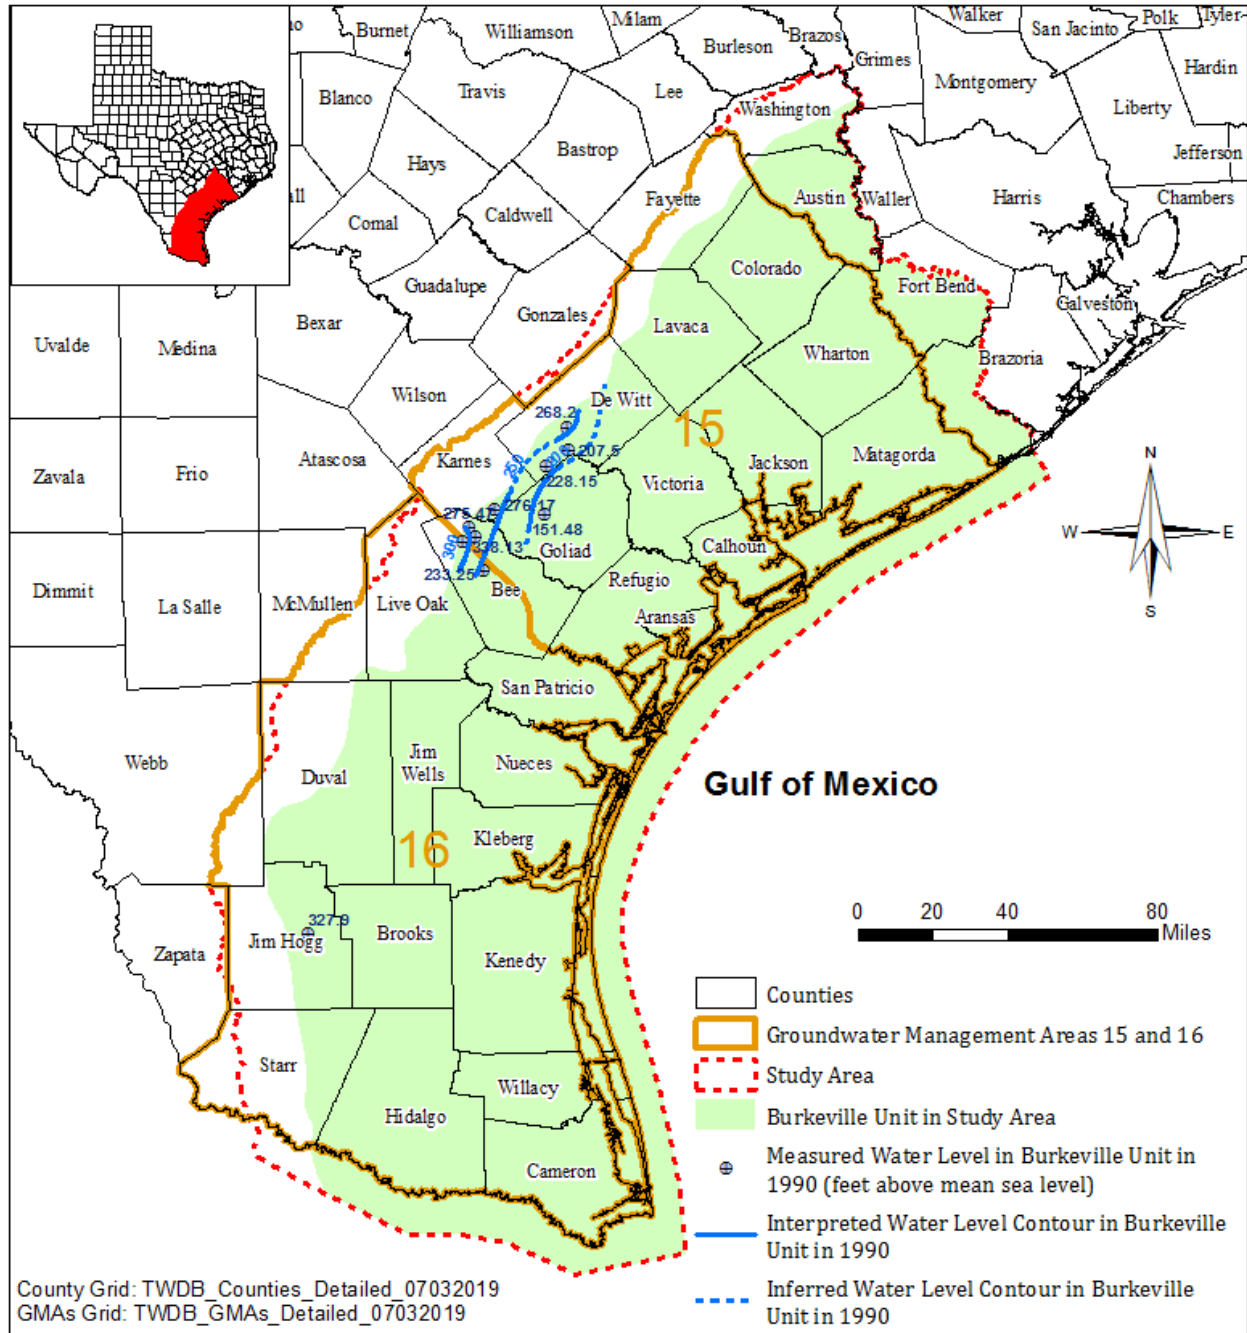 Milam
Walker
Polk
Tyler
Burnet
Williamson
Burleson
Brazos
Grimes
San Jacinto
Hardin
Blanco
Travis
Lee
Washington
Montgomery
Liberty
Hays
Bastrop
Jefferson
all
Comal
Caldwell
Fayette
Austin
Waller
Harris
Chambers
Guadalupe
Colorado
Fort Bend
Galveston
Uvalde
Medina
Bexar
Gonzales
Lavaca
Wharton
Brazoria
Wilson
De Witt
268.2
15
Zavala
Frio
Atascosa
Karnes
250
200
207.5
228.15
Victoria
Jackson
Matagorda
N
276.17
275.47
151.48
300
338.13
Goliad
Calhoun
W
E
Dimmit
La Salle
McMullen
Live Oak
233.25
Bee
Refugio
Aransas
S
San Patricio
Webb
Duval
Jim
Wells
Nueces
Gulf of Mexico
16
Kleberg
327.9
Zapata
Jim Hogg
Brooks
Kenedy
0 20 40 80
Miles
Starr
Hidalgo
Willacy
Cameron
Counties
Groundwater Management Areas 15 and 16
Study Area
Burkeville Unit in Study Area
Measured Water Level in Burkeville Unit in
1990 (feet above mean sea level)
Interpreted Water Level Contour in Burkeville
Unit in 1990
Inferred Water Level Contour in Burkeville
Unit in 1990
County Grid: TWDB_Counties_Detailed_07032019
GMAs Grid: TWDB_GMAs_Detailed_07032019